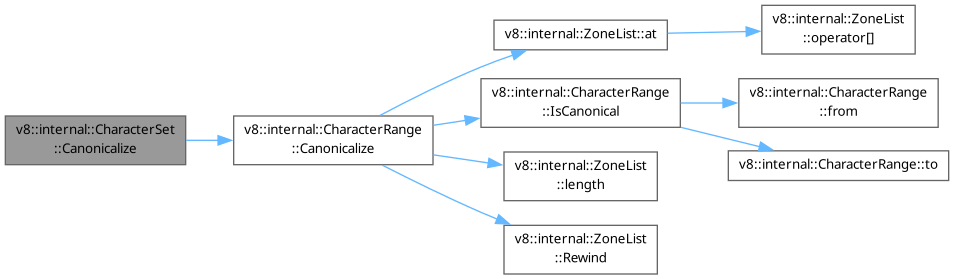 v8::internal::CharacterSet
::Canonicalize
v8::internal::CharacterRange
::Canonicalize
v8::internal::ZoneList::at
v8::internal::ZoneList
::operator[]
v8::internal::CharacterRange
::IsCanonical
v8::internal::CharacterRange
::from
v8::internal::CharacterRange::to
v8::internal::ZoneList
::length
v8::internal::ZoneList
::Rewind